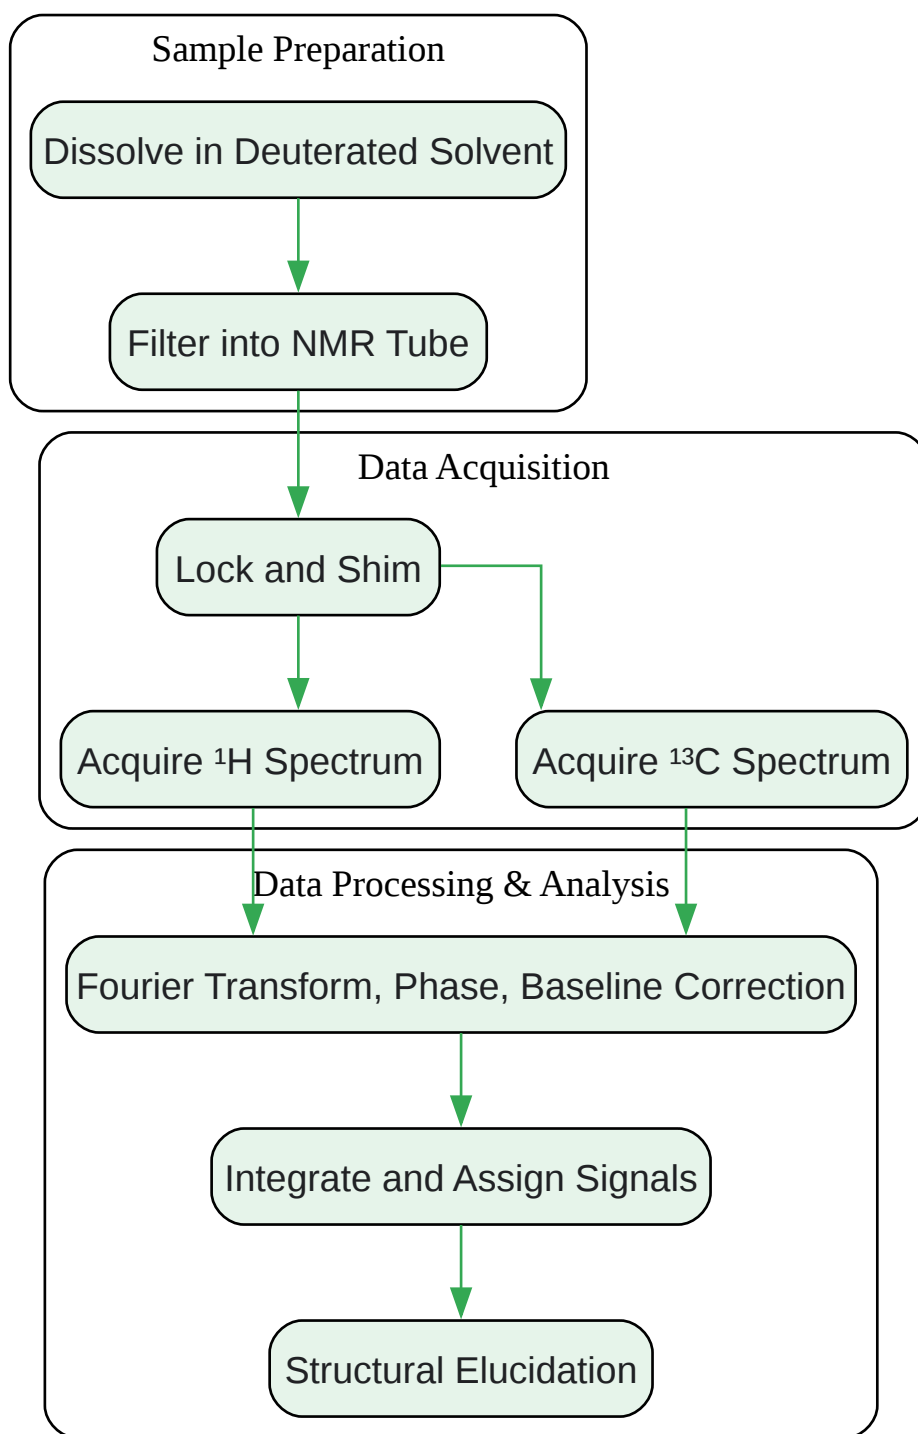 Sample Preparation
Dissolve in Deuterated Solvent
Filter into NMR Tube
Data Acquisition
Lock and Shim
Acquire ¹H Spectrum
Acquire ¹³C Spectrum
Data Processing & Analysis
Fourier Transform, Phase, Baseline Correction
Integrate and Assign Signals
Structural Elucidation